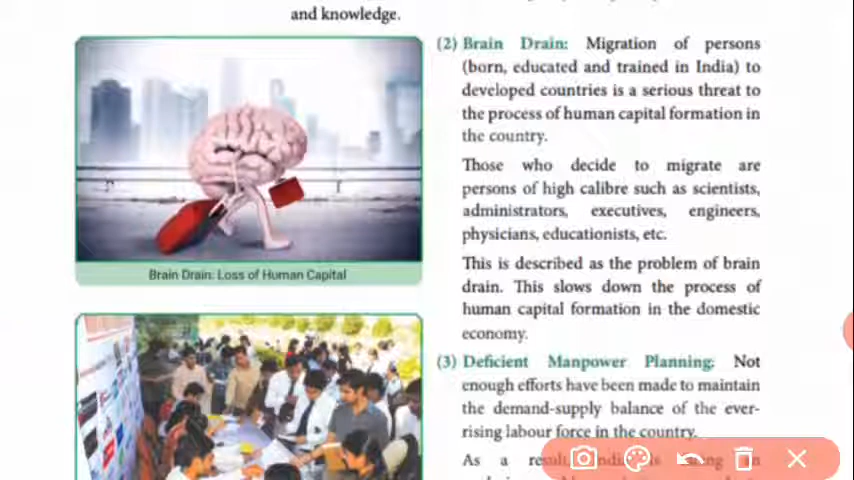 and knowledge.
Brain Drain: Loss of Human Capital
(2) Brain Drain: Migration of persons
(born, educated and trained in India) to
developed countries is a serious threat to
the process of human capital formation in
the country.
Those who decide to migrate are
persons of high calibre such as scientists,
administrators, executives, engineers,
physicians, educationists, etc.
This is described as the problem of brain
drain. This slows down the process of
human capital formation in the domestic
economy.
(3) Deficient Manpower Planning: Not
enough efforts have been made to maintain
the demand-supply balance of the ever-
rising labour force in the country.
As a